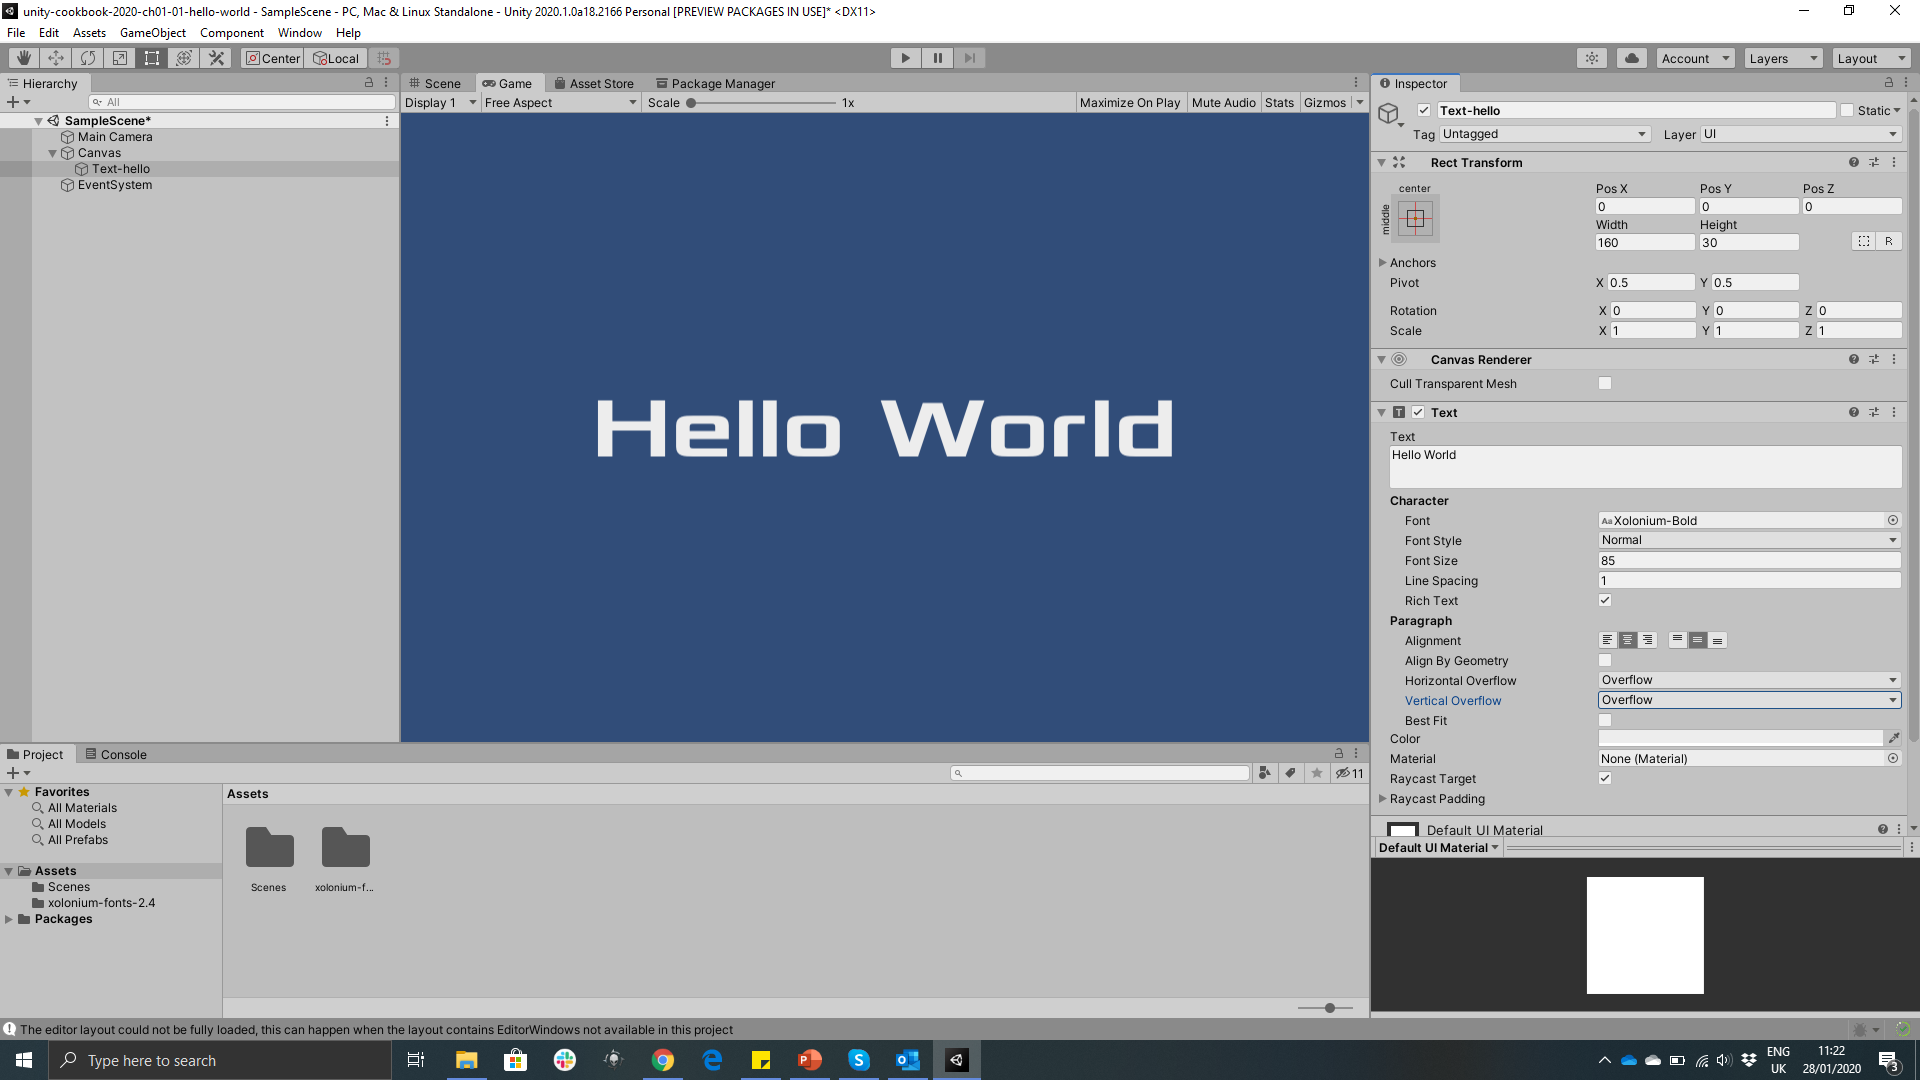 unity-cookbook-2020-ch01-01-hello-world - SampleScene - PC, Mac & Linux Standalone - Unity 2020.1.0a18.2166 Personal [PREVIEW PACKAGES IN USE]* <DX11>
File Edit Assets GameObject Component Window Help
Center Local Account Layers Layout
Hierarchy
All
SampleScene*
Main Camera
Canvas
Text-hello
EventSystem
Scene Game Asset Store Package Manager
Display 1 Free Aspect Scale 1x Maximize On Play Mute Audio Stats Gizmos
Hello World
Inspector
Text-hello Static
Tag Untagged Layer UI
Rect Transform
center
middle
Pos X Pos Y Pos Z
0 0 0
Width Height
160 30 R
Anchors
Pivot X 0.5 Y 0.5
Rotation X 0 Y 0 Z 0
Scale X 1 Y 1 Z 1
Canvas Renderer
Cull Transparent Mesh
T Text
Text
Hello World
Character
Font Aa Xolonium-Bold
Font Style Normal
Font Size 85
Line Spacing 1
Rich Text
Paragraph
Alignment
Align By Geometry
Horizontal Overflow Overflow
Vertical Overflow Overflow
Best Fit
Color
Material None (Material)
Raycast Target
Raycast Padding
Default UI Material
Default UI Material
Project Console
11
Favorites
All Materials
All Models
All Prefabs
Assets
Scenes
xolonium-fonts-2.4
Packages
Assets
Scenes xolonium-f...
The editor layout could not be fully loaded, this can happen when the layout contains EditorWindows not available in this project
Type here to search
ENG
UK
11:22
28/01/2020
3